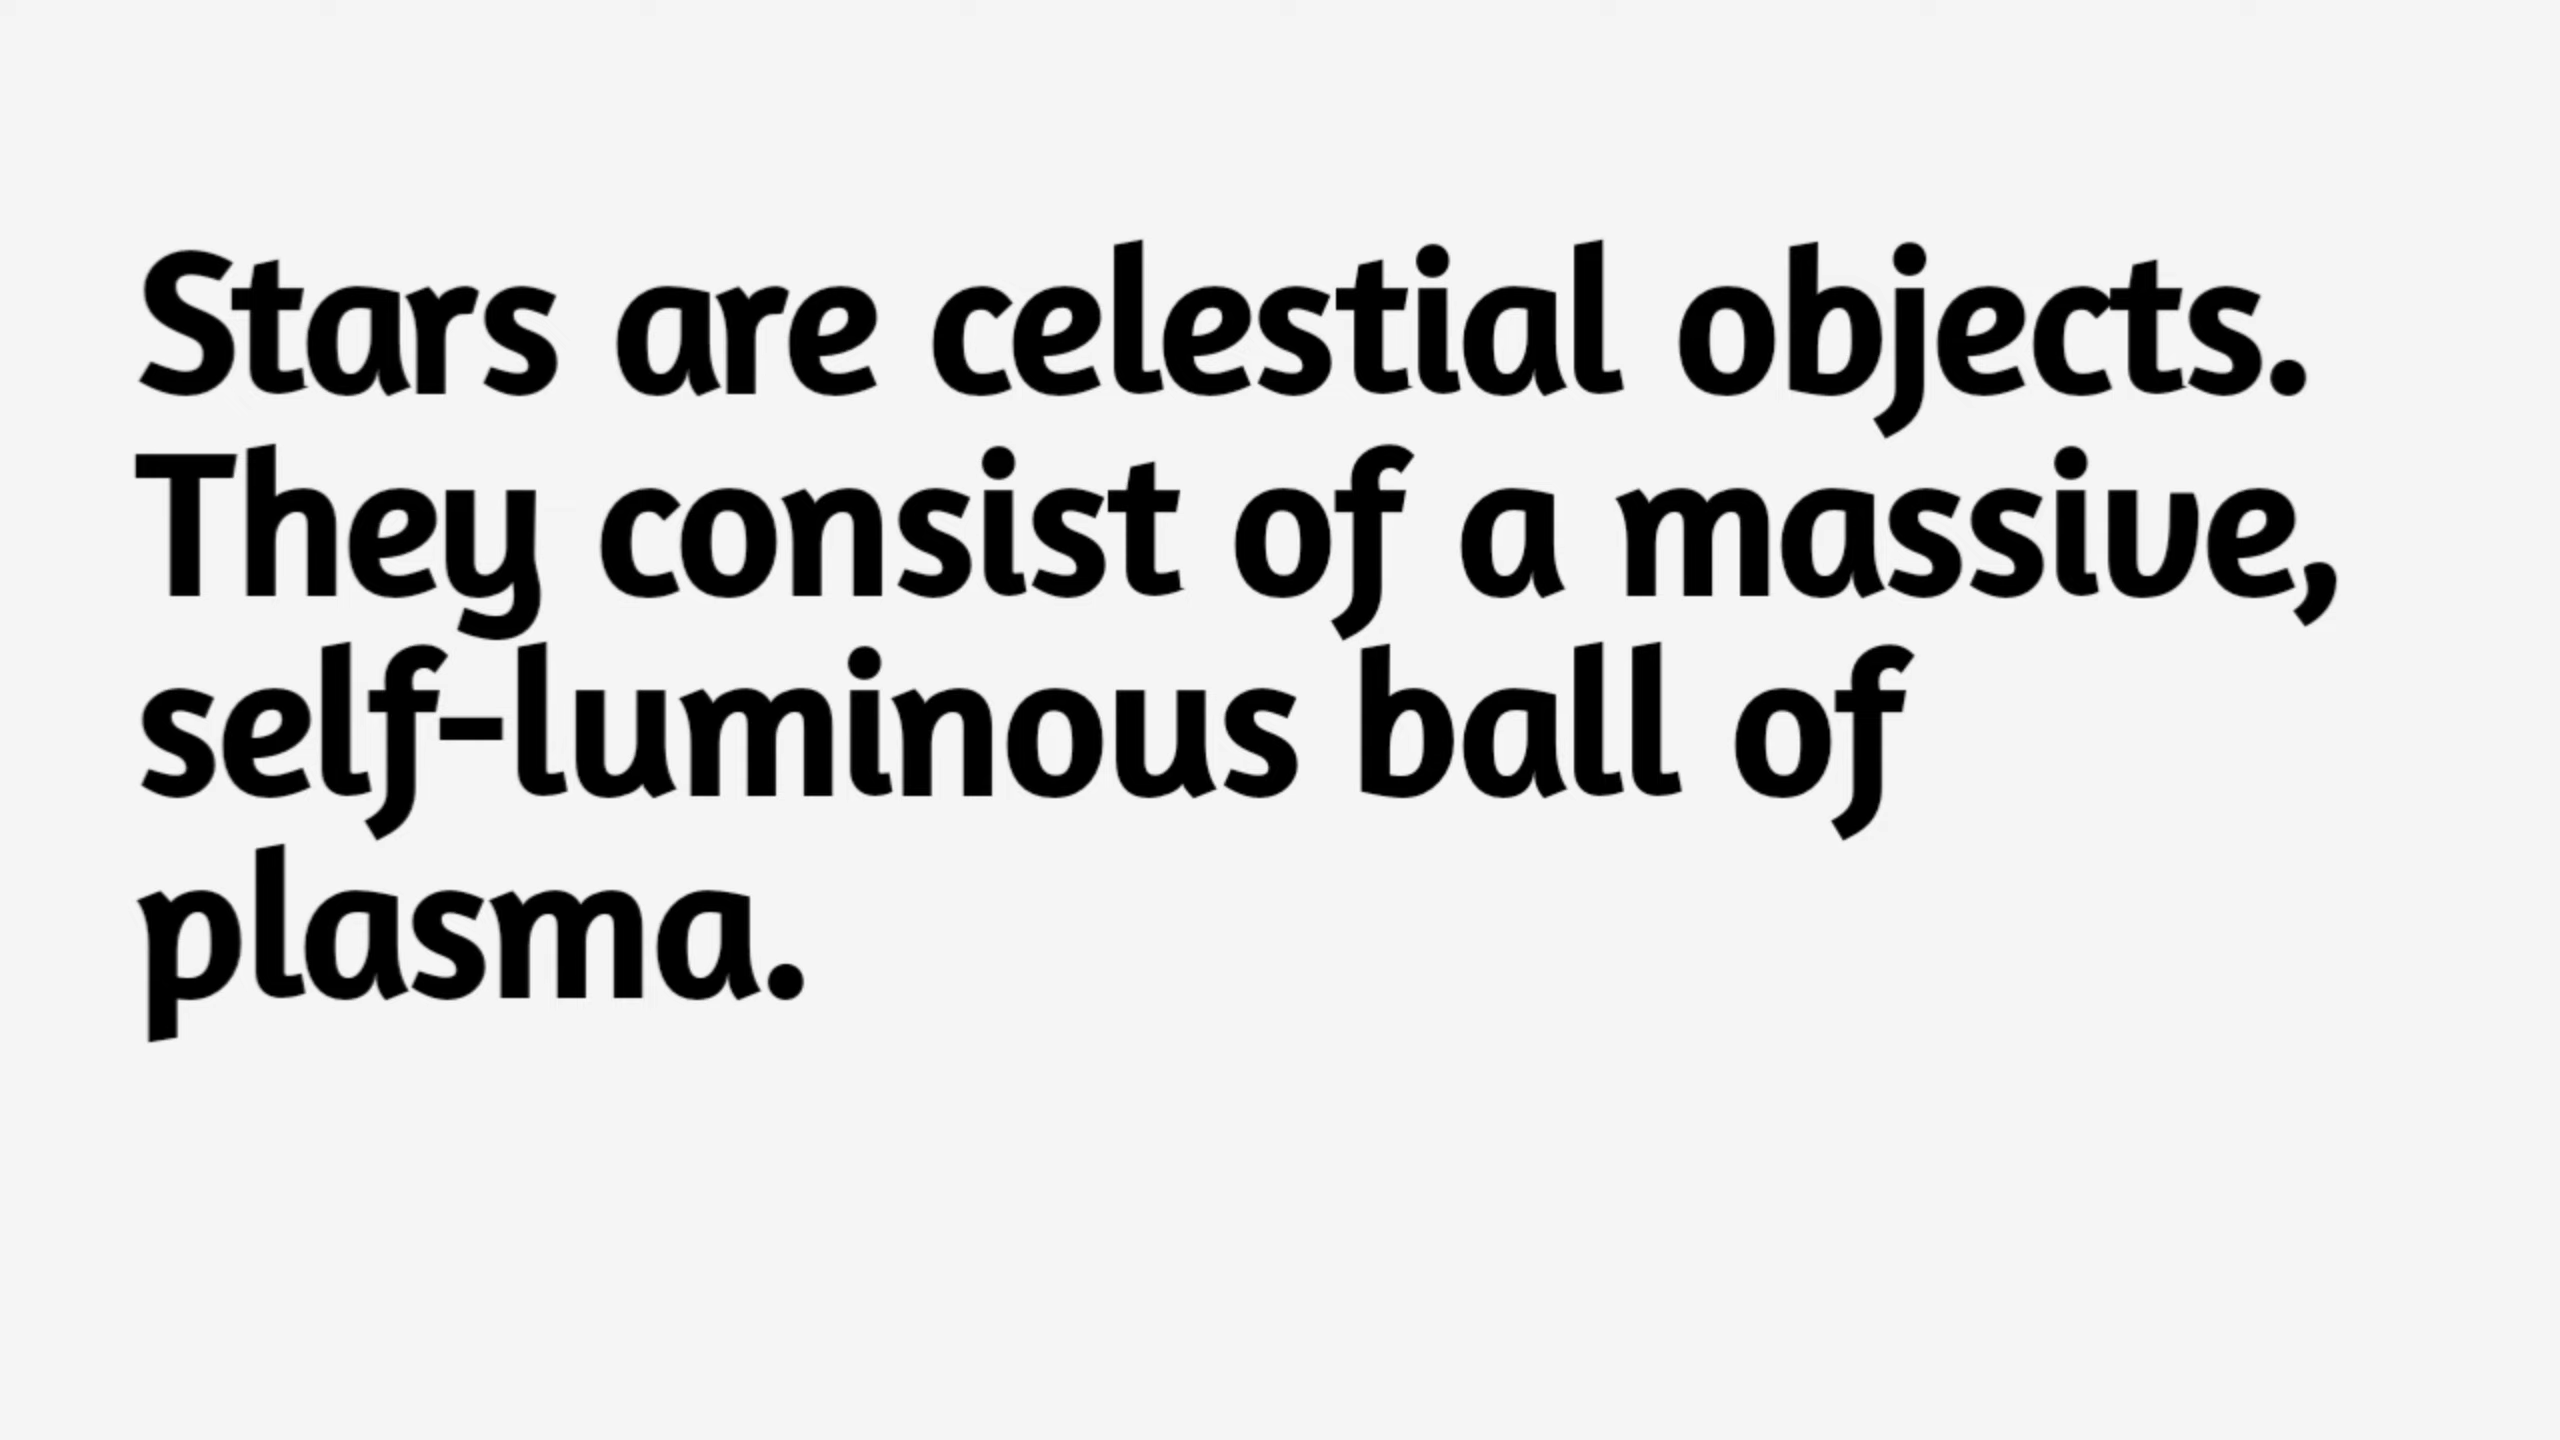 Stars are celestial objects.
They consist of a massive,
self-luminous ball of
plasma.